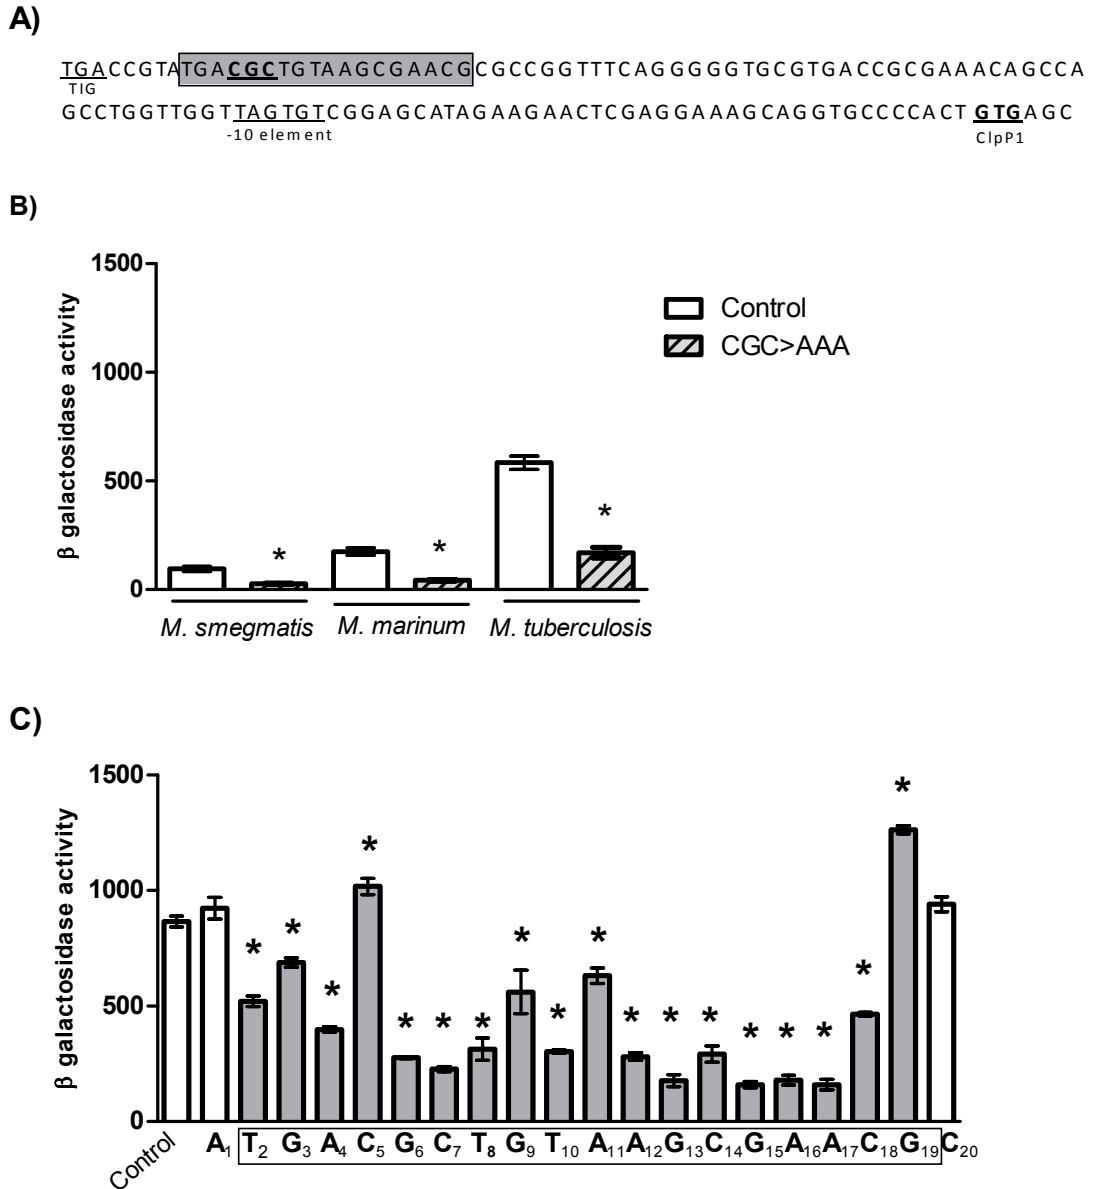 A)
TGACCGTATGACGCTGTAAGCGAACGCGCCGGTTTCAGGGGGTGCGTGACCGCGAAACAGCCA
TIG
GCCTGGTTGGTTAGTGTCGGAGCATAGAAGAACTCGAGGAAAGCAGGTGCCCCACT GTGAGC
-10 element ClpP1
B)
β galactosidase activity
1500
1000
500
0
Control
CGC>AAA
* * *
M. smegmatis M. marinum M. tuberculosis
C)
β galactosidase activity
1500
1000
500
0
* * * * * * * * * * * * * * * * * *
Control A1 T2 G3 A4 C5 G6 C7 T8 G9 T10 A11 A12 G13 C14 G15 A16 A17 C18 G19 C20